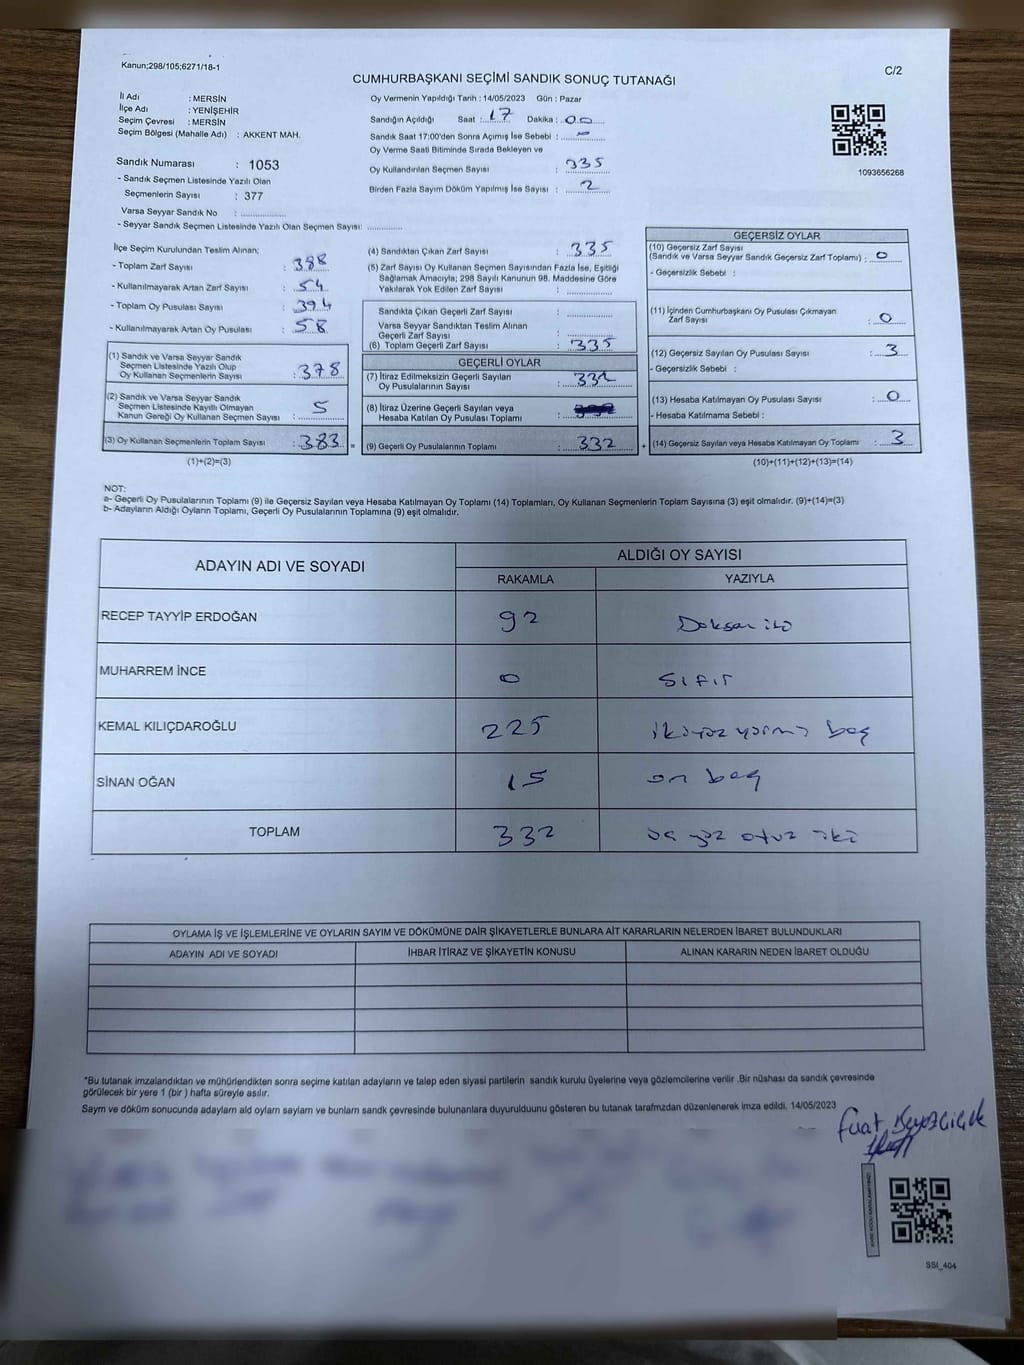 Kanun;298/105;6271/18-1
C/2
CUMHURBAŞKANI SEÇİMİ SANDIK SONUÇ TUTANAĞI
İl Adı : MERSİN
İlçe Adı : YENİŞEHİR
Seçim Çevresi : MERSİN
Seçim Bölgesi (Mahalle Adı) : AKKENT MAH.
Sandık Numarası : 1053
- Sandık Seçmen Listesinde Yazılı Olan
Seçmenlerin Sayısı : 377
Varsa Seyyar Sandık No :
- Seyyar Sandık Seçmen Listesinde Yazılı Olan Seçmen Sayısı:
Oy Vermenin Yapıldığı Tarih : 14/05/2023 Gün : Pazar
Sandığın Açıldığı Saat : 17 Dakika : 00
Sandık Saat 17:00'den Sonra Açımış İse Sebebi :
Oy Verme Saati Bitiminde Sırada Bekleyen ve
Oy Kullandırılan Seçmen Sayısı : 335
Birden Fazla Sayım Döküm Yapılmış İse Sayısı : 2
1093656268
İlçe Seçim Kurulundan Teslim Alınan;
- Toplam Zarf Sayısı : 388
- Kullanılmayarak Artan Zarf Sayısı : 54
- Toplam Oy Pusulası Sayısı : 394
- Kullanılmayarak Artan Oy Pusulası : 58
(1) Sandık ve Varsa Seyyar Sandık
Seçmen Listesinde Yazılı Olup
Oy Kullanan Seçmenlerin Sayısı : 378
(2) Sandık ve Varsa Seyyar Sandık
Seçmen Listesinde Kayıtlı Olmayan
Kanun Gereği Oy Kullanan Seçmen Sayısı : 5
(3) Oy Kullanan Seçmenlerin Toplam Sayısı : 383 =
(1)+(2)=(3)
(4) Sandıktan Çıkan Zarf Sayısı : 335
(5) Zarf Sayısı Oy Kullanan Seçmen Sayısından Fazla İse, Eşitliği
Sağlamak Amacıyla; 298 Sayılı Kanunun 98. Maddesine Göre
Yakılarak Yok Edilen Zarf Sayısı :
Sandıkta Çıkan Geçerli Zarf Sayısı :
Varsa Seyyar Sandıktan Teslim Alınan
Geçerli Zarf Sayısı :
(6) Toplam Geçerli Zarf Sayısı : 335
GEÇERLİ OYLAR
(7) İtiraz Edilmeksizin Geçerli Sayılan
Oy Pusulalarının Sayısı : 332
(8) İtiraz Üzerine Geçerli Sayılan veya
Hesaba Katılan Oy Pusulası Toplamı :
(9) Geçerli Oy Pusulalarının Toplamı : 332 +
GEÇERSİZ OYLAR
(10) Geçersiz Zarf Sayısı
(Sandık ve Varsa Seyyar Sandık Geçersiz Zarf Toplamı) : 0
- Geçersizlik Sebebi :
(11) İçinden Cumhurbaşkanı Oy Pusulası Çıkmayan
Zarf Sayısı : 0
(12) Geçersiz Sayılan Oy Pusulası Sayısı : 3
- Geçersizlik Sebebi :
(13) Hesaba Katılmayan Oy Pusulası Sayısı : 0
- Hesaba Katılmama Sebebi :
(14) Geçersiz Sayılan veya Hesaba Katılmayan Oy Toplamı : 3
(10)+(11)+(12)+(13)=(14)
NOT:
a- Geçerli Oy Pusulalarının Toplamı (9) ile Geçersiz Sayılan veya Hesaba Katılmayan Oy Toplamı (14) Toplamları, Oy Kullanan Seçmenlerin Toplam Sayısına (3) eşit olmalıdır. (9)+(14)=(3)
b- Adayların Aldığı Oyların Toplamı, Geçerli Oy Pusulalarının Toplamına (9) eşit olmalıdır.
ADAYIN ADI VE SOYADI
ALDIĞI OY SAYISI
RAKAMLA YAZIYLA
RECEP TAYYİP ERDOĞAN 92 Doksan iki
MUHARREM İNCE 0 sıfır
KEMAL KILIÇDAROĞLU 225 ikiyüz yirmi beş
SİNAN OĞAN 15 on beş
TOPLAM 332 üç yüz otuz iki
OYLAMA İŞ VE İŞLEMLERİNE VE OYLARIN SAYIM VE DÖKÜMÜNE DAİR ŞİKAYETLERLE BUNLARA AİT KARARLARIN NELERDEN İBARET BULUNDUKLARI
ADAYIN ADI VE SOYADI İHBAR İTİRAZ VE ŞİKAYETİN KONUSU ALINAN KARARIN NEDEN İBARET OLDUĞU
*Bu tutanak imzalandıktan ve mühürlendikten sonra seçime katılan adayların ve talep eden siyasi partilerin sandık kurulu üyelerine veya gözlemcilerine verilir .Bir nüshası da sandık çevresinde
görülecek bir yere 1 (bir ) hafta süreyle asılır.
Sayım ve döküm sonucunda adaylarn ald oyların saylarn ve bunların sandk çevresinde bulunanlara duyurulduunu gösteren bu tutanak tarafmzdan düzenlenerek imza edildi. 14/05/2023
Fuat
SSI_404